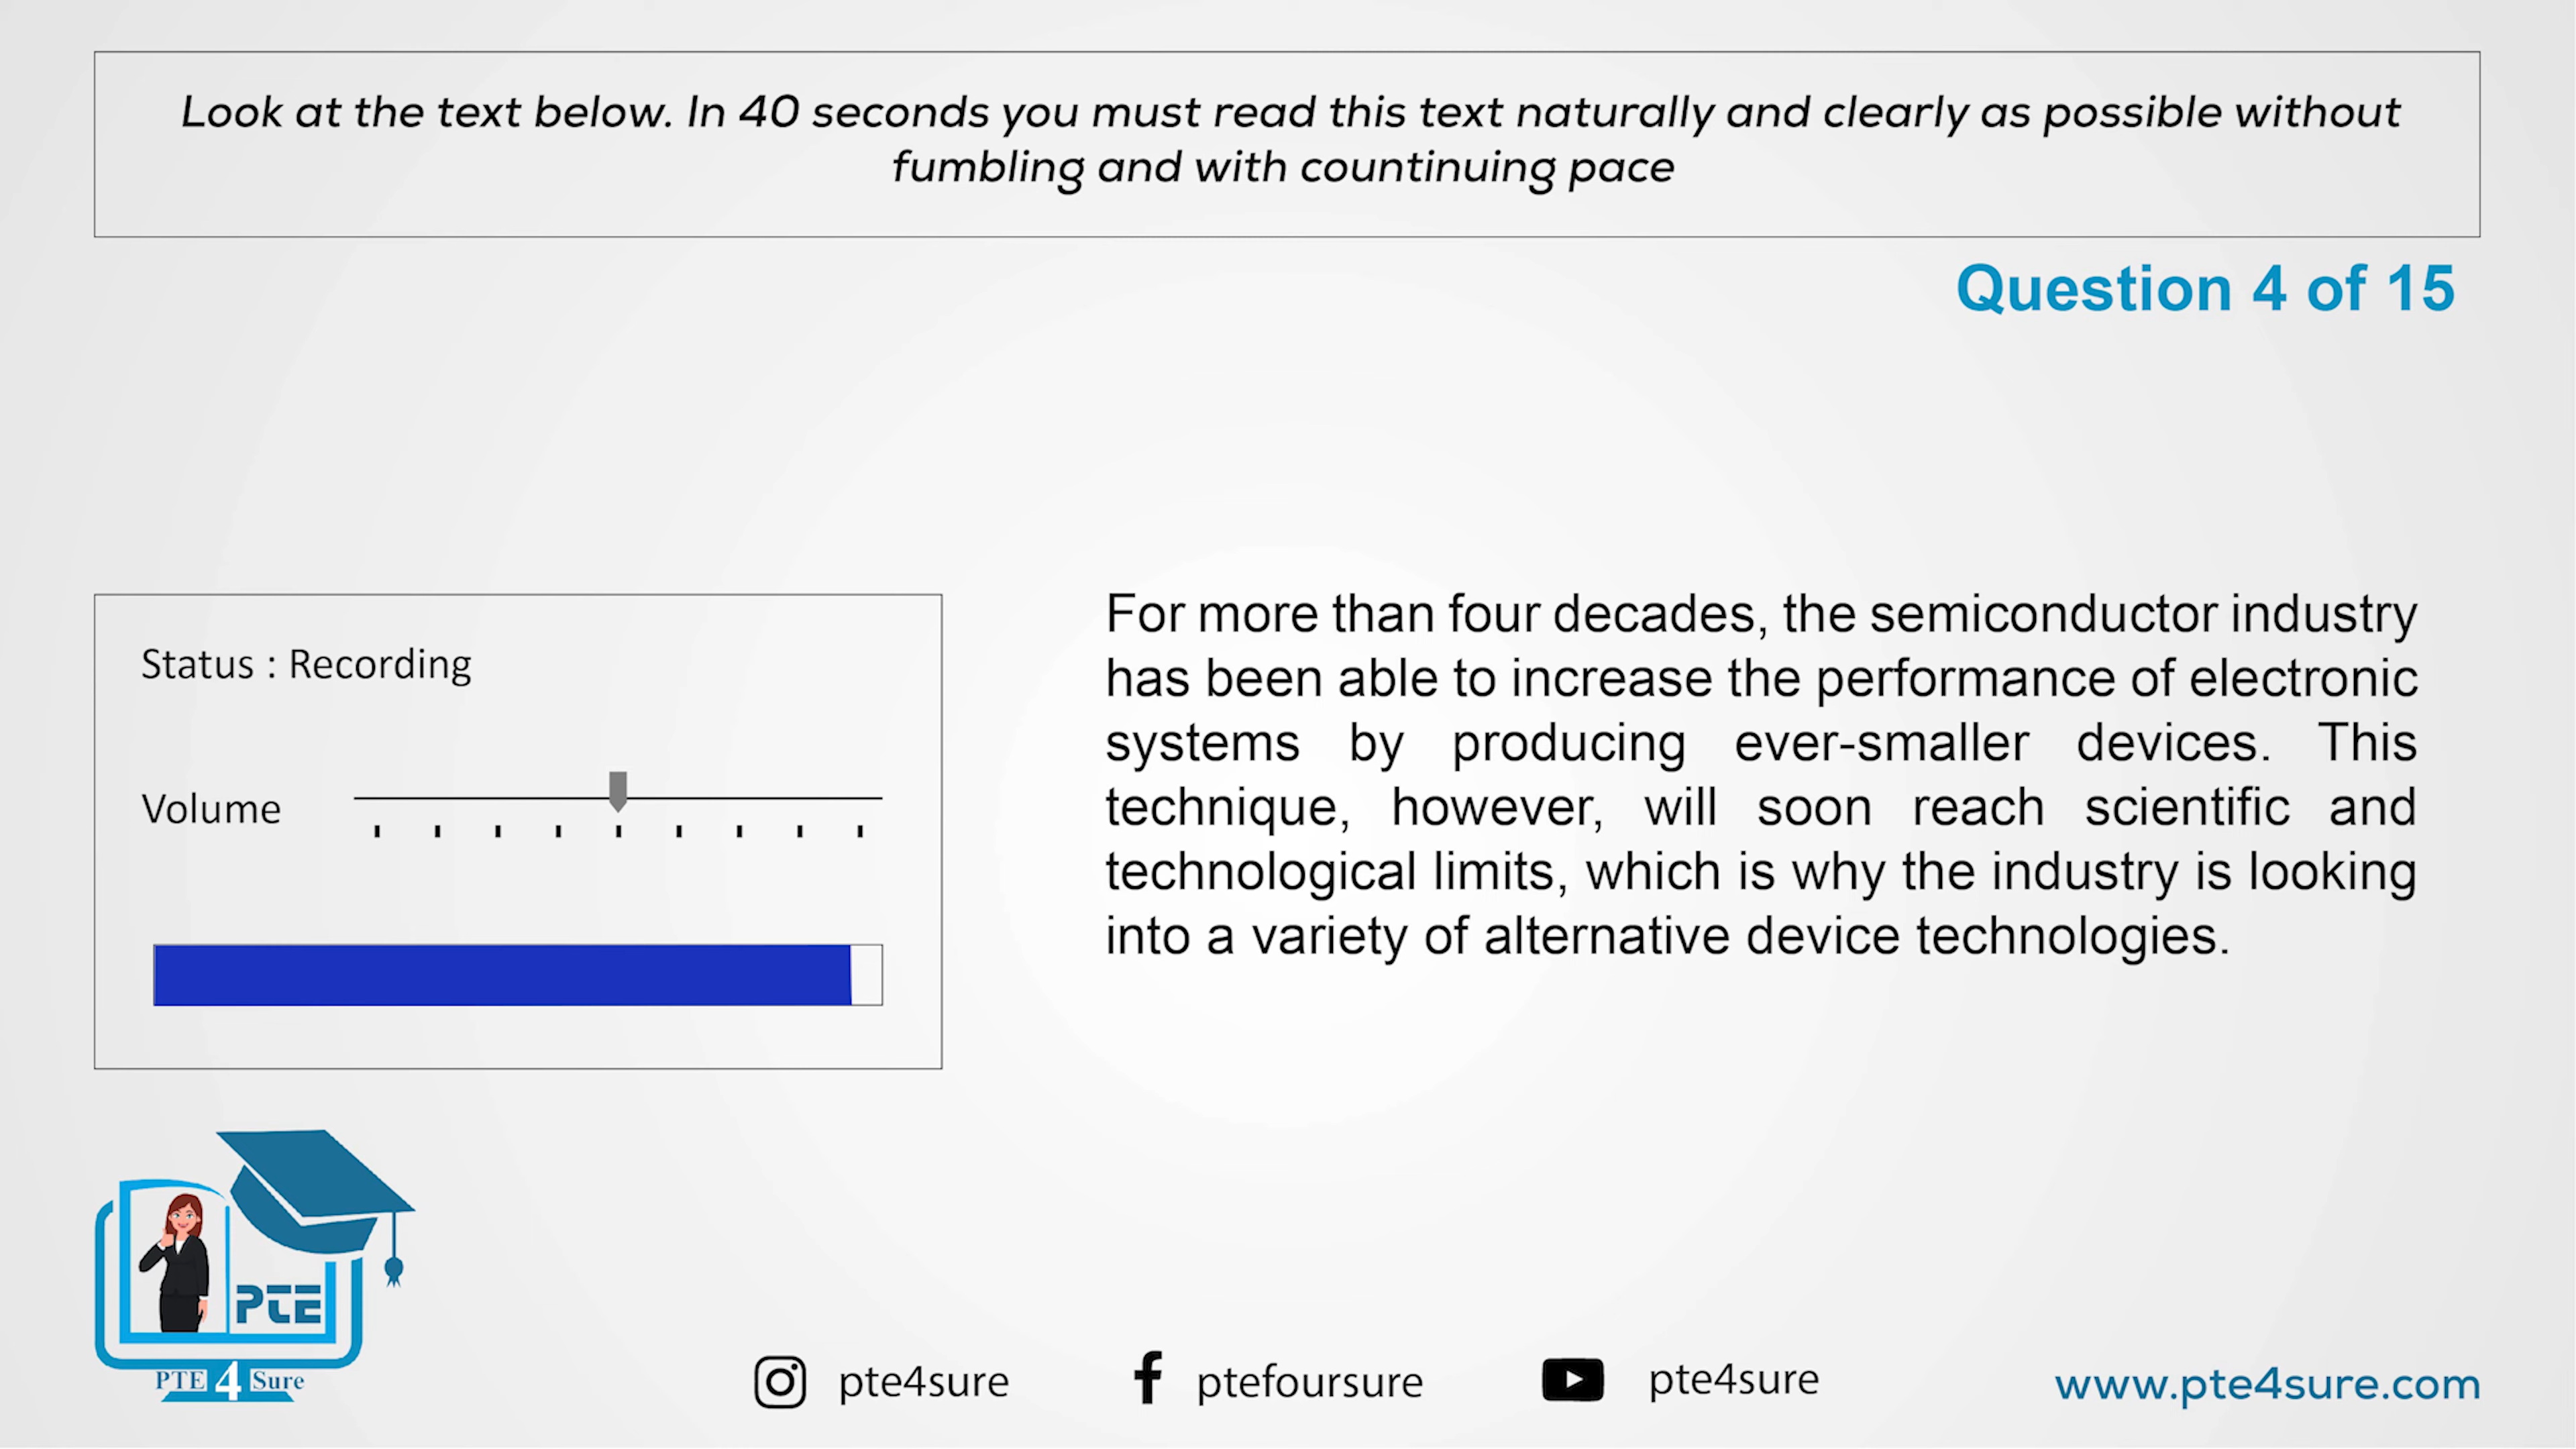 Look at the text below. In 40 seconds you must read this text naturally and clearly as possible without
fumbling and with countinuing pace
Question 4 of 15
Status : Recording
Volume
For more than four decades, the semiconductor industry
has been able to increase the performance of electronic
systems by producing ever-smaller devices. This
technique, however, will soon reach scientific and
technological limits, which is why the industry is looking
into a variety of alternative device technologies.
PTE
PTE 4 Sure
pte4sure
ptefoursure
pte4sure
www.pte4sure.com